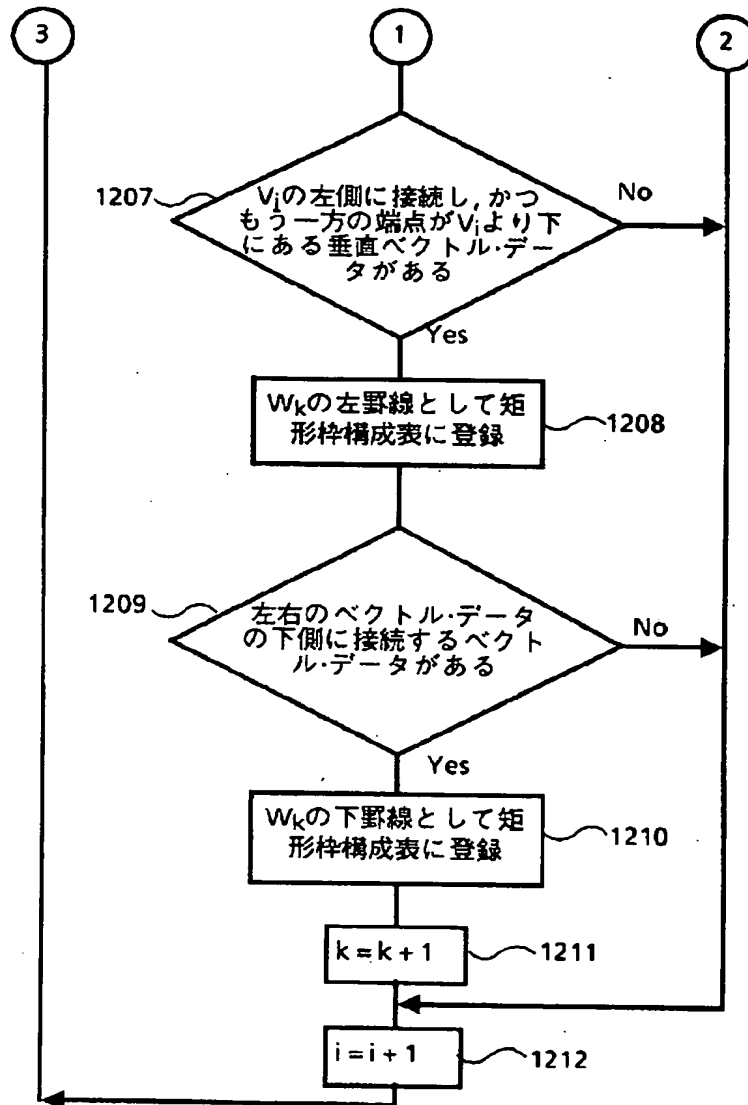 3
1
2
1207
Viの左側に接続し,かつ
もう一方の端点がViより下
にある垂直ベクトル・デー
タがある
No
Yes
Wkの左罫線として矩
形枠構成表に登録
1208
1209
左右のベクトル・データ
の下側に接続するベクト
ル・データがある
No
Yes
Wkの下罫線として矩
形枠構成表に登録
1210
k=k+1
1211
i=i+1
1212